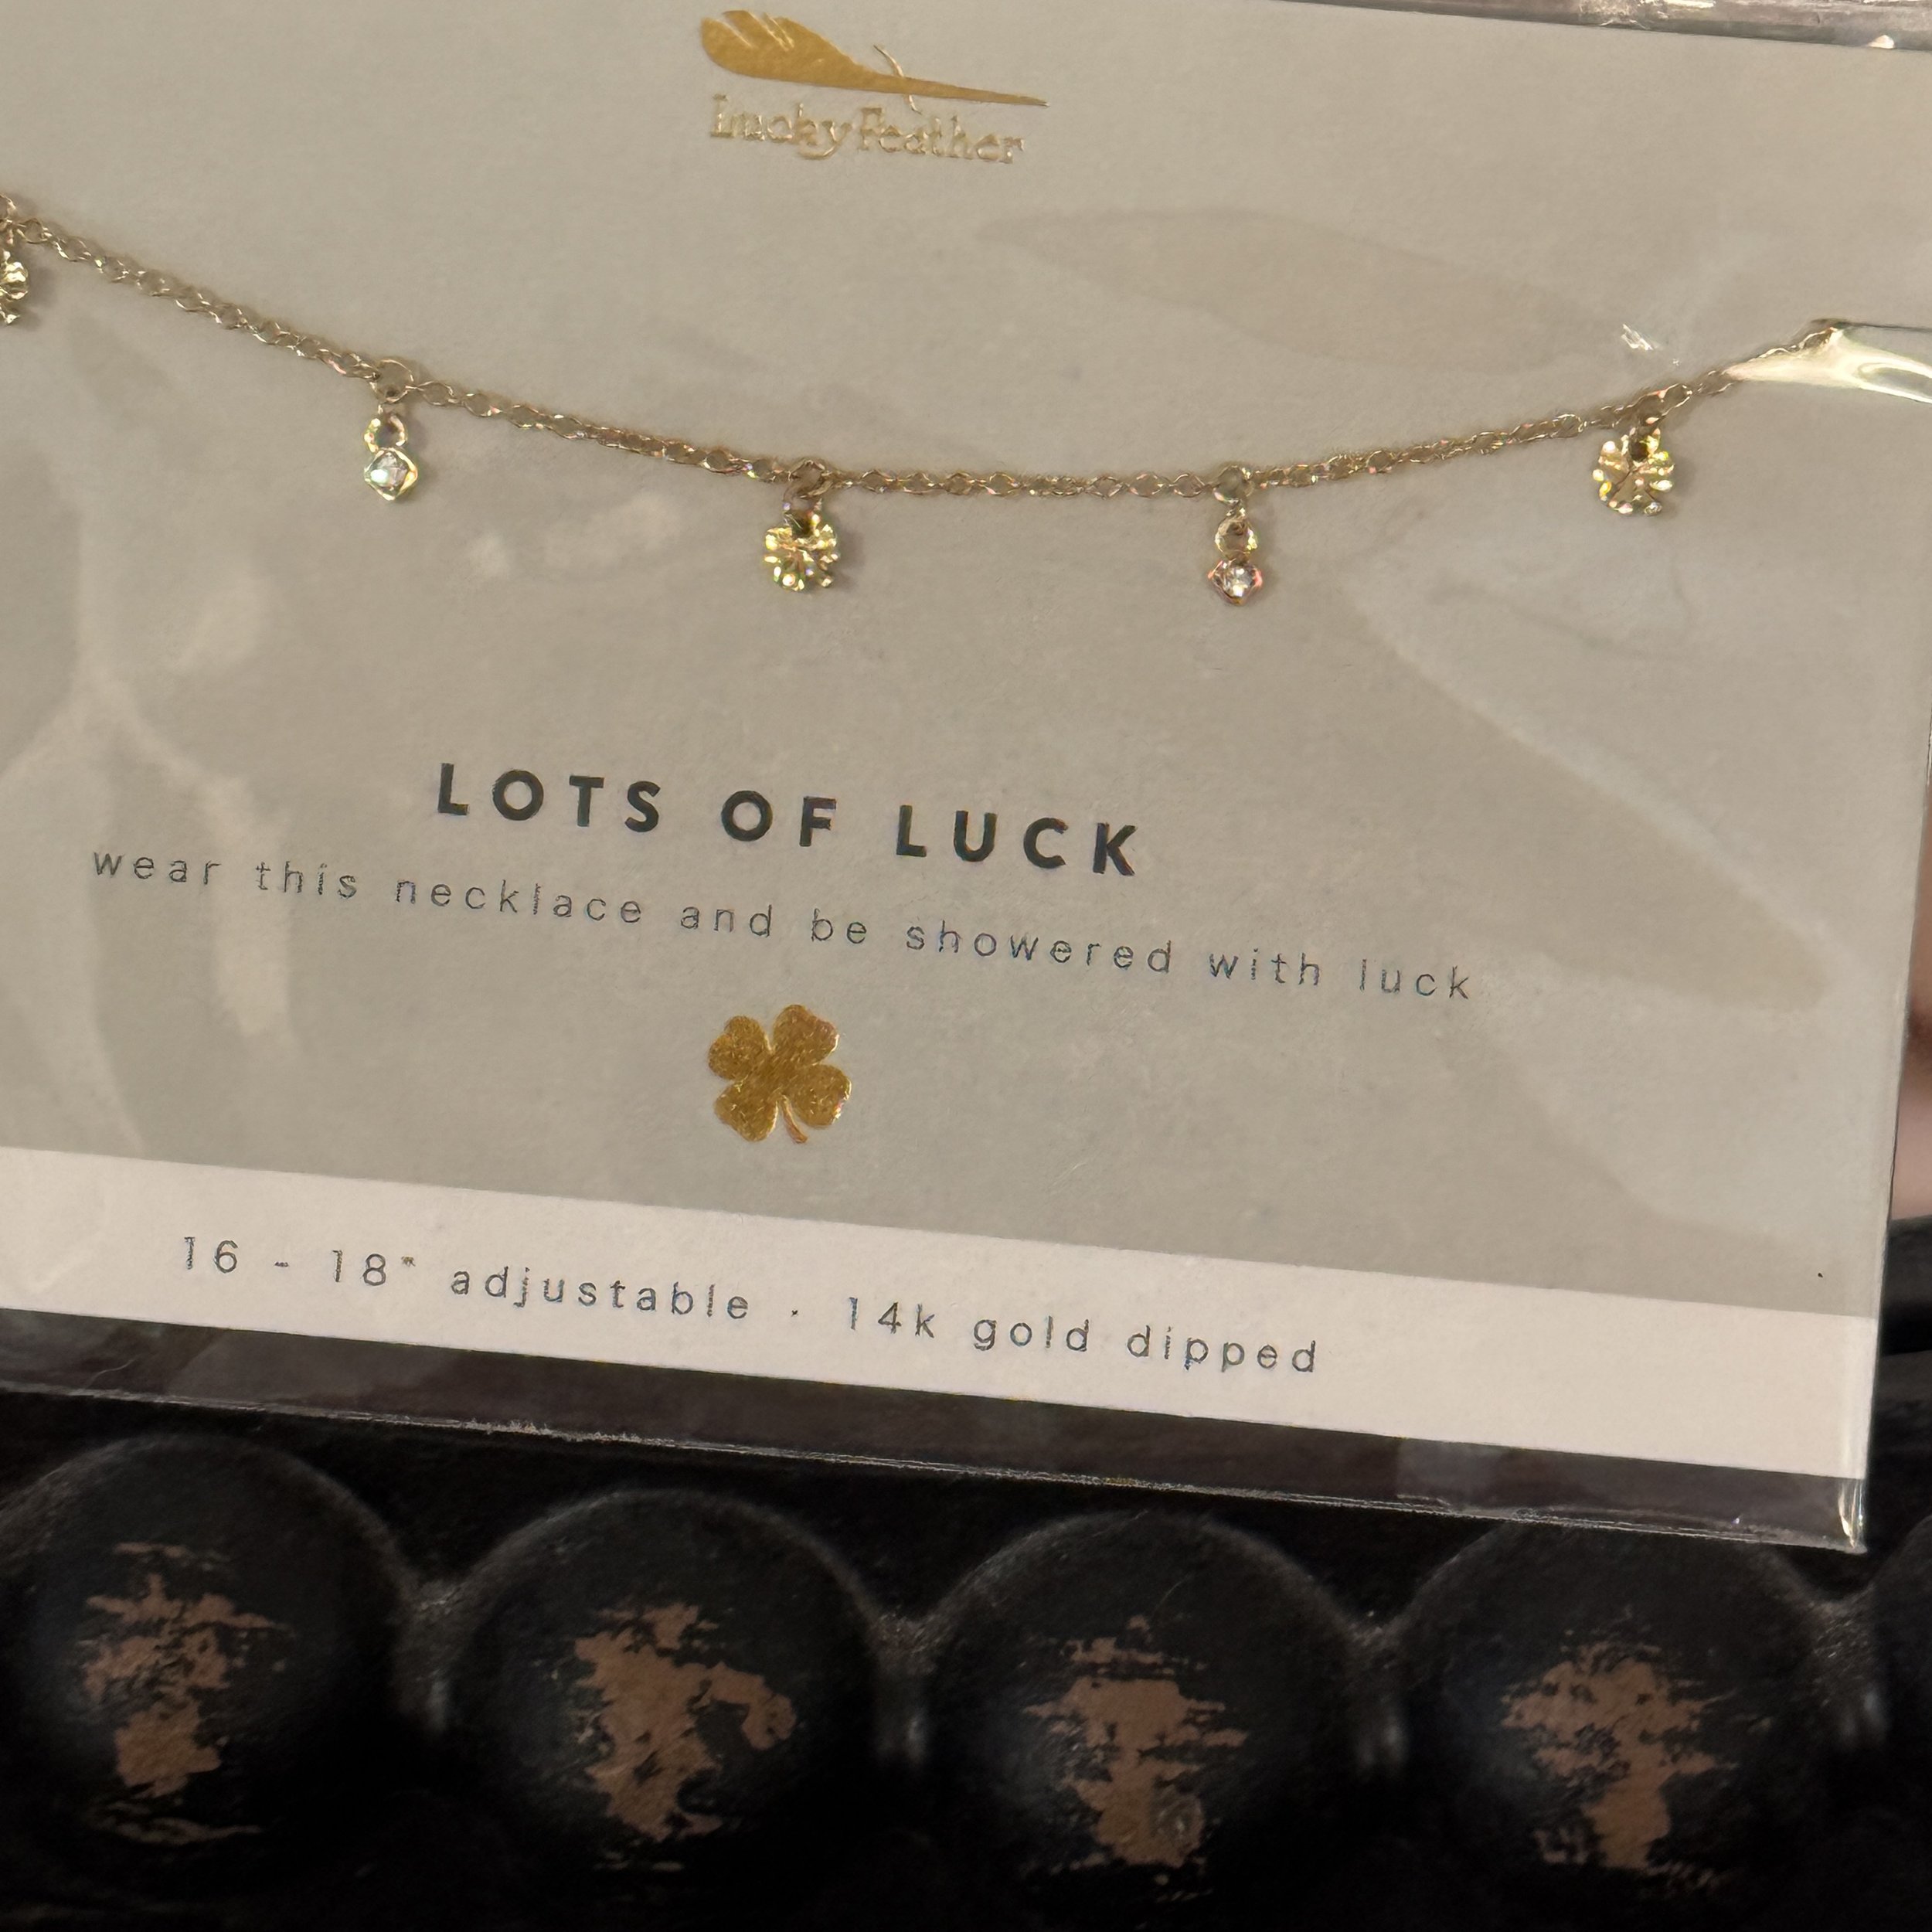 Lucky Feather
LOTS OF LUCK
wear this necklace and be showered with luck
16 - 18" adjustable · 14k gold dipped